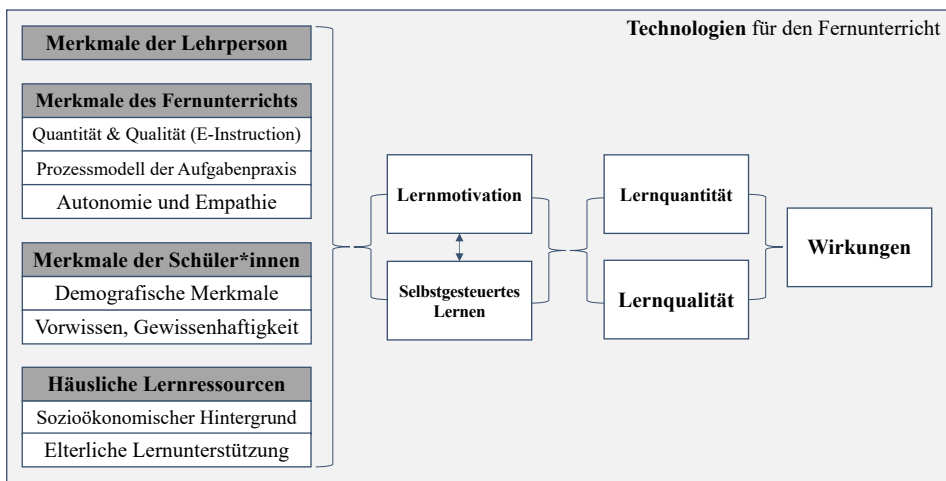 Technologien für den Fernunterricht
Merkmale der Lehrperson
Merkmale des Fernunterrichts
Quantität & Qualität (E-Instruction)
Prozessmodell der Aufgabenpraxis
Autonomie und Empathie
Merkmale der Schüler*innen
Demografische Merkmale
Vorwissen, Gewissenhaftigkeit
Häusliche Lernressourcen
Sozioökonomischer Hintergrund
Elterliche Lernunterstützung
Lernmotivation
Selbstgesteuertes
Lernen
Lernquantität
Lernqualität
Wirkungen